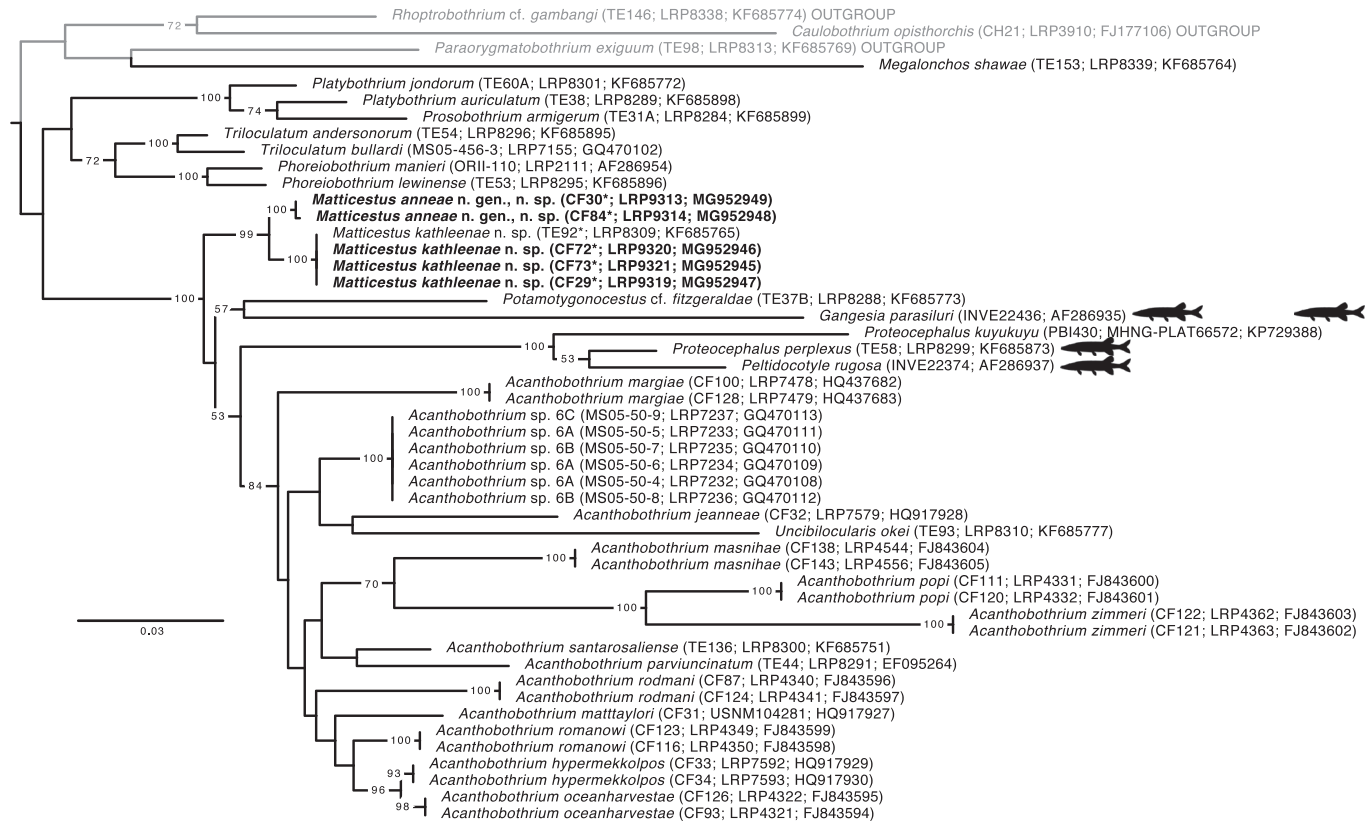 Rhoptrobothrium cf. gambangi (TE146; LRP8338; KF685774) OUTGROUP
72
Caulobothrium opisthorchis (CH21; LRP3910; FJ177106) OUTGROUP
Paraorygmatobothrium exiguum (TE98; LRP8313; KF685769) OUTGROUP
Megalonchos shawae (TE153; LRP8339; KF685764)
Platybothrium jondorum (TE60A; LRP8301; KF685772)
100
Platybothrium auriculatum (TE38; LRP8289; KF685898)
74
Prosobothrium armigerum (TE31A; LRP8284; KF685899)
Triloculatum andersonorum (TE54; LRP8296; KF685895)
100
Triloculatum bullardi (MS05-456-3; LRP7155; GQ470102)
72
Phoreiobothrium manieri (ORII-110; LRP2111; AF286954)
100
Phoreiobothrium lewinense (TE53; LRP8295; KF685896)
Matticestus anneae n. gen., n. sp. (CF30*; LRP9313; MG952949)
100
Matticestus anneae n. gen., n. sp. (CF84*; LRP9314; MG952948)
99
Matticestus kathleenae n. sp. (TE92*; LRP8309; KF685765)
Matticestus kathleenae n. sp. (CF72*; LRP9320; MG952946)
100
Matticestus kathleenae n. sp. (CF73*; LRP9321; MG952945)
Matticestus kathleenae n. sp. (CF29*; LRP9319; MG952947)
100
Potamotygonocestus cf. fitzgeraldae (TE37B; LRP8288; KF685773)
57
Gangesia parasiluri (INVE22436; AF286935)
Proteocephalus kuyukuyu (PBI430; MHNG-PLAT66572; KP729388)
100
Proteocephalus perplexus (TE58; LRP8299; KF685873)
53
Peltidocotyle rugosa (INVE22374; AF286937)
Acanthobothrium margiae (CF100; LRP7478; HQ437682)
100
Acanthobothrium margiae (CF128; LRP7479; HQ437683)
53
Acanthobothrium sp. 6C (MS05-50-9; LRP7237; GQ470113)
Acanthobothrium sp. 6A (MS05-50-5; LRP7233; GQ470111)
Acanthobothrium sp. 6B (MS05-50-7; LRP7235; GQ470110)
100
Acanthobothrium sp. 6A (MS05-50-6; LRP7234; GQ470109)
Acanthobothrium sp. 6A (MS05-50-4; LRP7232; GQ470108)
84
Acanthobothrium sp. 6B (MS05-50-8; LRP7236; GQ470112)
Acanthobothrium jeanneae (CF32; LRP7579; HQ917928)
Uncibilocularis okei (TE93; LRP8310; KF685777)
Acanthobothrium masnihae (CF138; LRP4544; FJ843604)
100
Acanthobothrium masnihae (CF143; LRP4556; FJ843605)
70
Acanthobothrium popi (CF111; LRP4331; FJ843600)
100
Acanthobothrium popi (CF120; LRP4332; FJ843601)
100
Acanthobothrium zimmeri (CF122; LRP4362; FJ843603)
100
Acanthobothrium zimmeri (CF121; LRP4363; FJ843602)
0.03
Acanthobothrium santarosaliense (TE136; LRP8300; KF685751)
Acanthobothrium parviuncinatum (TE44; LRP8291; EF095264)
Acanthobothrium rodmani (CF87; LRP4340; FJ843596)
100
Acanthobothrium rodmani (CF124; LRP4341; FJ843597)
Acanthobothrium matttaylori (CF31; USNM104281; HQ917927)
Acanthobothrium romanowi (CF123; LRP4349; FJ843599)
100
Acanthobothrium romanowi (CF116; LRP4350; FJ843598)
Acanthobothrium hypermekkolpos (CF33; LRP7592; HQ917929)
93
Acanthobothrium hypermekkolpos (CF34; LRP7593; HQ917930)
96
Acanthobothrium oceanharvestae (CF126; LRP4322; FJ843595)
98
Acanthobothrium oceanharvestae (CF93; LRP4321; FJ843594)